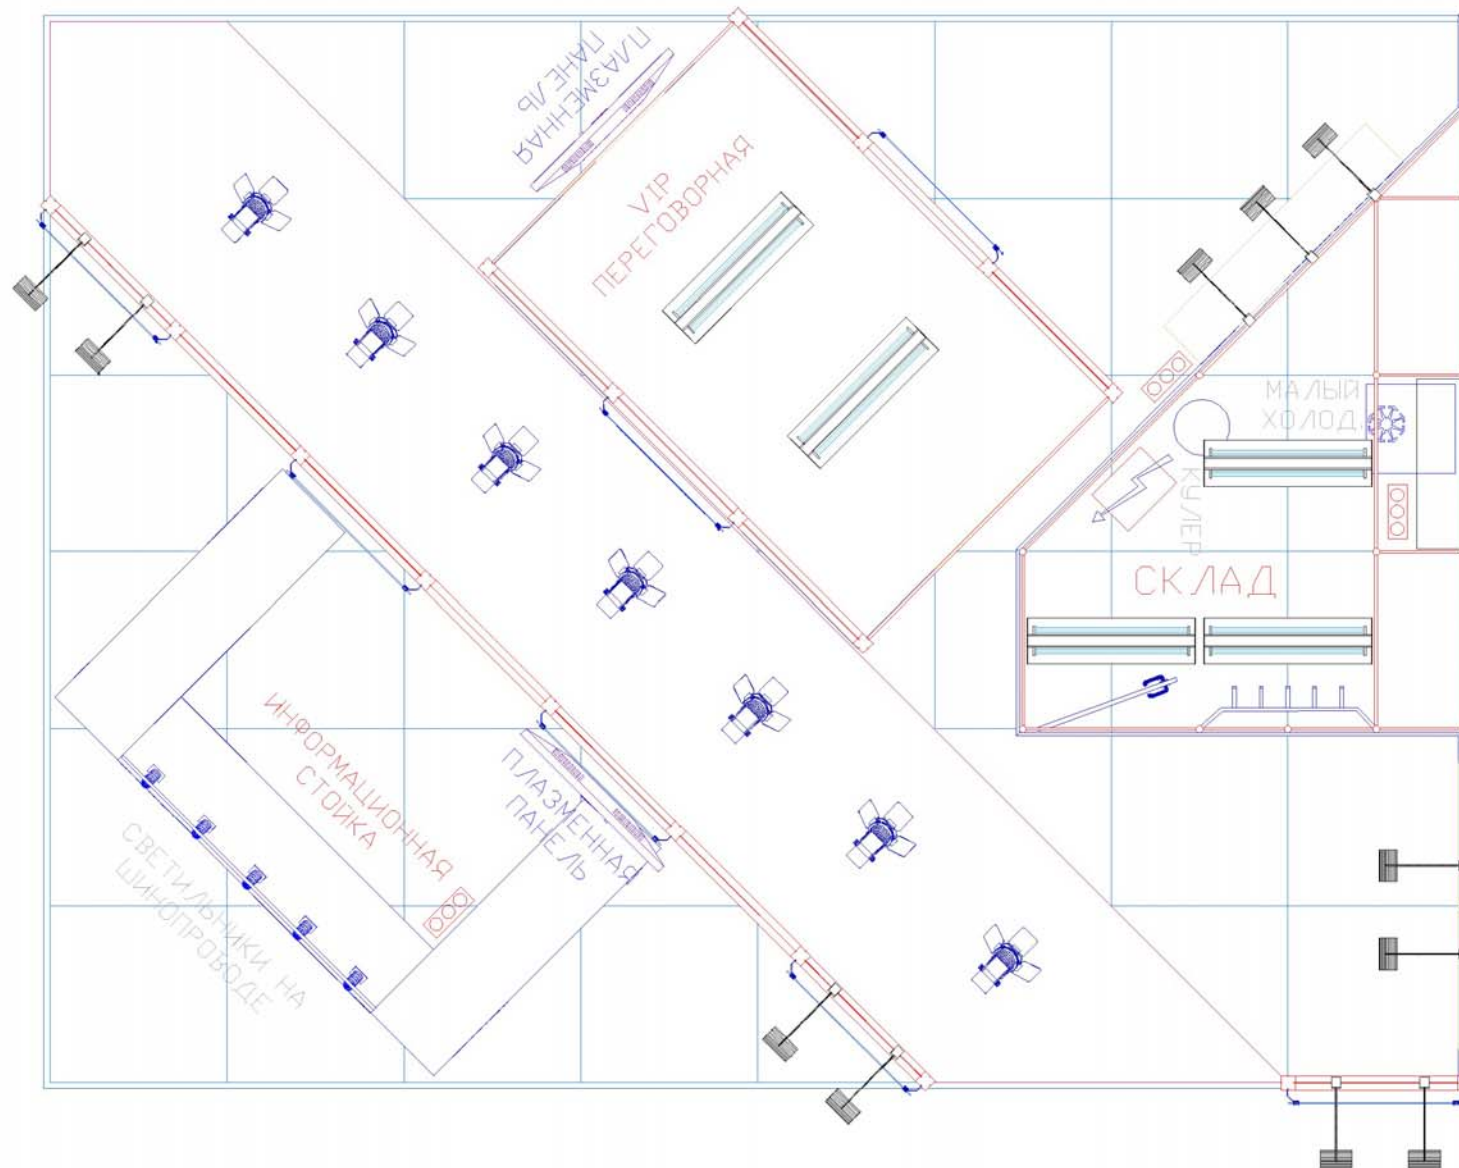 ПЛАЗМЕННАЯ
ПАНЕЛЬ
VIP
ПЕРЕГОВОРНАЯ
МАЛЫЙ
ХОЛОД.
КУЛЕР
СКЛАД
ИНФОРМАЦИОННАЯ
СТОЙКА
ПЛАЗМЕННАЯ
ПАНЕЛЬ
СВЕТИЛЬНИКИ НА
ШИНОПРОВОДЕ